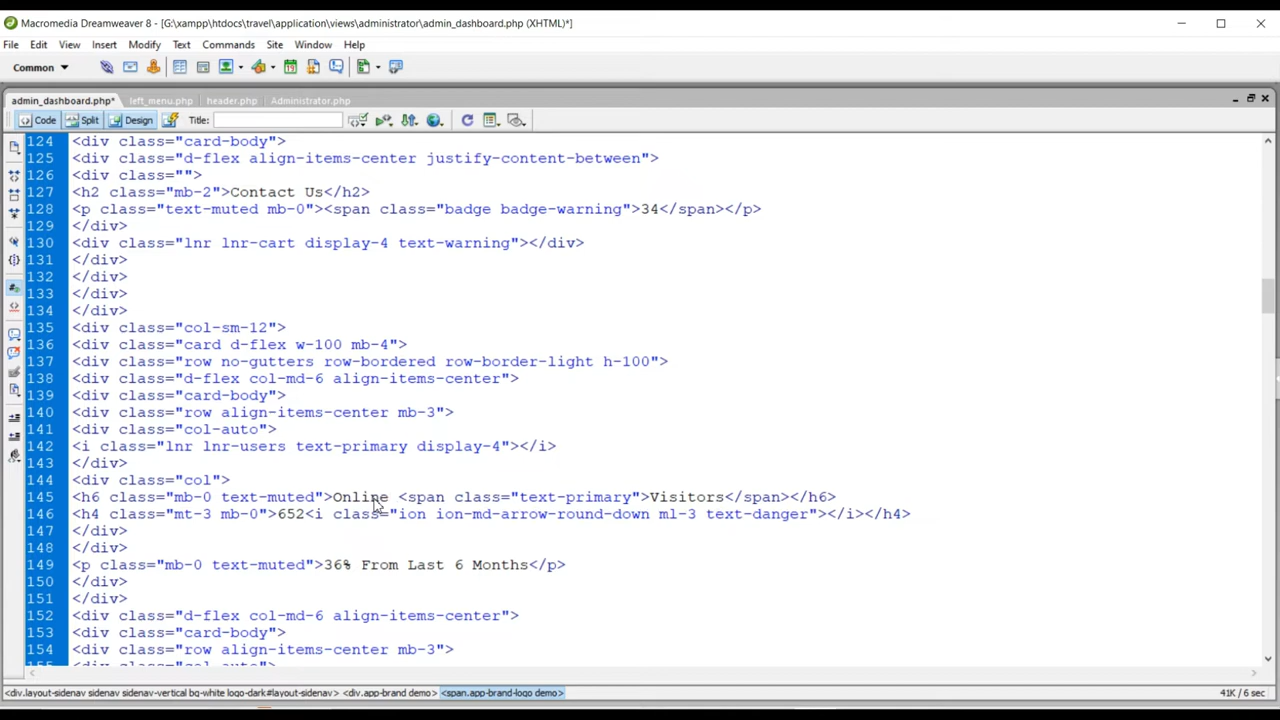 Macromedia Dreamweaver 8 - [G:\xampp\htdocs\travel\application\views\administrator\admin_dashboard.php (XHTML)*]
File Edit View Insert Modify Text Commands Site Window Help
Common
admin_dashboard.php* left_menu.php header.php Administrator.php
Code Split Design Title:
124 <div class="card-body">
125 <div class="d-flex align-items-center justify-content-between">
126 <div class="">
127 <h2 class="mb-2">Contact Us</h2>
128 <p class="text-muted mb-0"><span class="badge badge-warning">34</span></p>
129 </div>
130 <div class="lnr lnr-cart display-4 text-warning"></div>
131 </div>
132 </div>
133 </div>
134 </div>
135 <div class="col-sm-12">
136 <div class="card d-flex w-100 mb-4">
137 <div class="row no-gutters row-bordered row-border-light h-100">
138 <div class="d-flex col-md-6 align-items-center">
139 <div class="card-body">
140 <div class="row align-items-center mb-3">
141 <div class="col-auto">
142 <i class="lnr lnr-users text-primary display-4"></i>
143 </div>
144 <div class="col">
145 <h6 class="mb-0 text-muted">Online <span class="text-primary">Visitors</span></h6>
146 <h4 class="mt-3 mb-0">652<i class="ion ion-md-arrow-round-down ml-3 text-danger"></i></h4>
147 </div>
148 </div>
149 <p class="mb-0 text-muted">36% From Last 6 Months</p>
150 </div>
151 </div>
152 <div class="d-flex col-md-6 align-items-center">
153 <div class="card-body">
154 <div class="row align-items-center mb-3">
155 <div class="col-auto">
<div.layout-sidenav sidenav sidenav-vertical bg-white logo-dark#layout-sidenav> <div.app-brand demo> <span.app-brand-logo demo> 41K / 6 sec